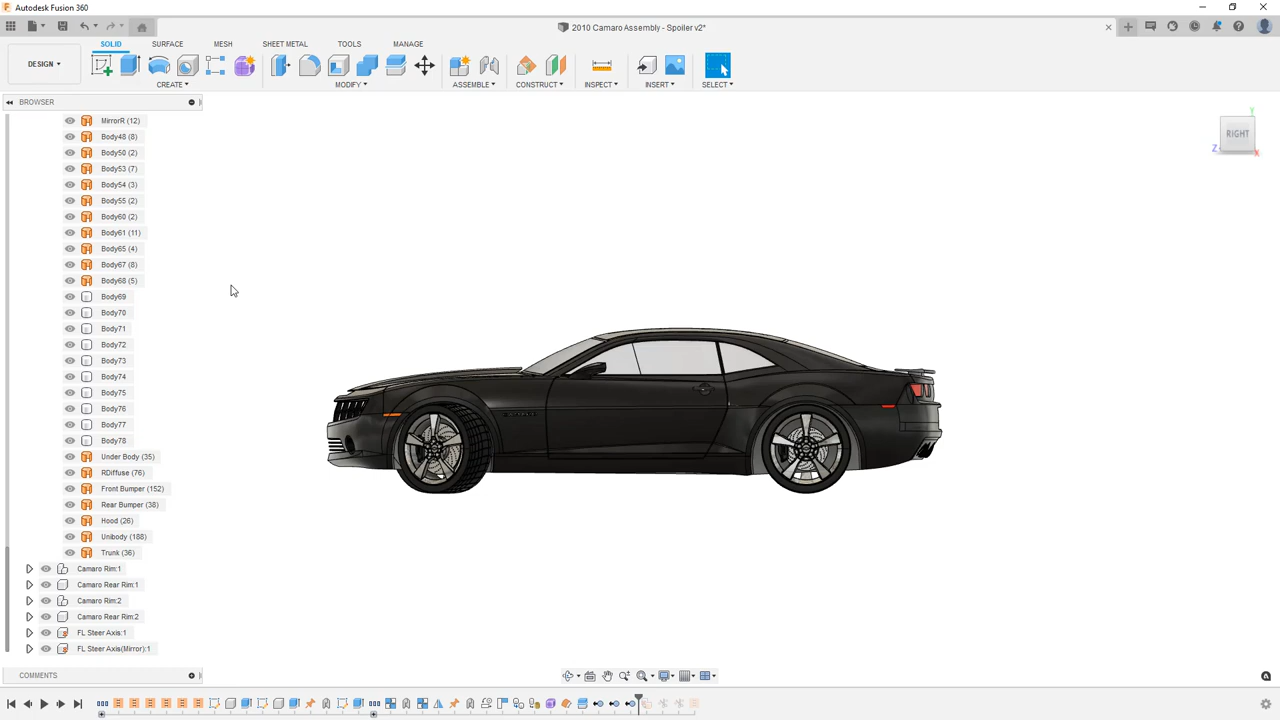 Autodesk Fusion 360
2010 Camaro Assembly - Spoiler v2*
SOLID SURFACE MESH SHEET METAL TOOLS MANAGE
DESIGN
CREATE MODIFY ASSEMBLE CONSTRUCT INSPECT INSERT SELECT
BROWSER
MirrorR (12)
Body48 (8)
Body50 (2)
Body53 (7)
Body54 (3)
Body55 (2)
Body60 (2)
Body61 (11)
Body65 (4)
Body67 (8)
Body68 (5)
Body69
Body70
Body71
Body72
Body73
Body74
Body75
Body76
Body77
Body78
Under Body (35)
RDiffuse (76)
Front Bumper (152)
Rear Bumper (38)
Hood (26)
Unibody (188)
Trunk (36)
Camaro Rim:1
Camaro Rear Rim:1
Camaro Rim:2
Camaro Rear Rim:2
FL Steer Axis:1
FL Steer Axis(Mirror):1
COMMENTS
Y
RIGHT
Z X